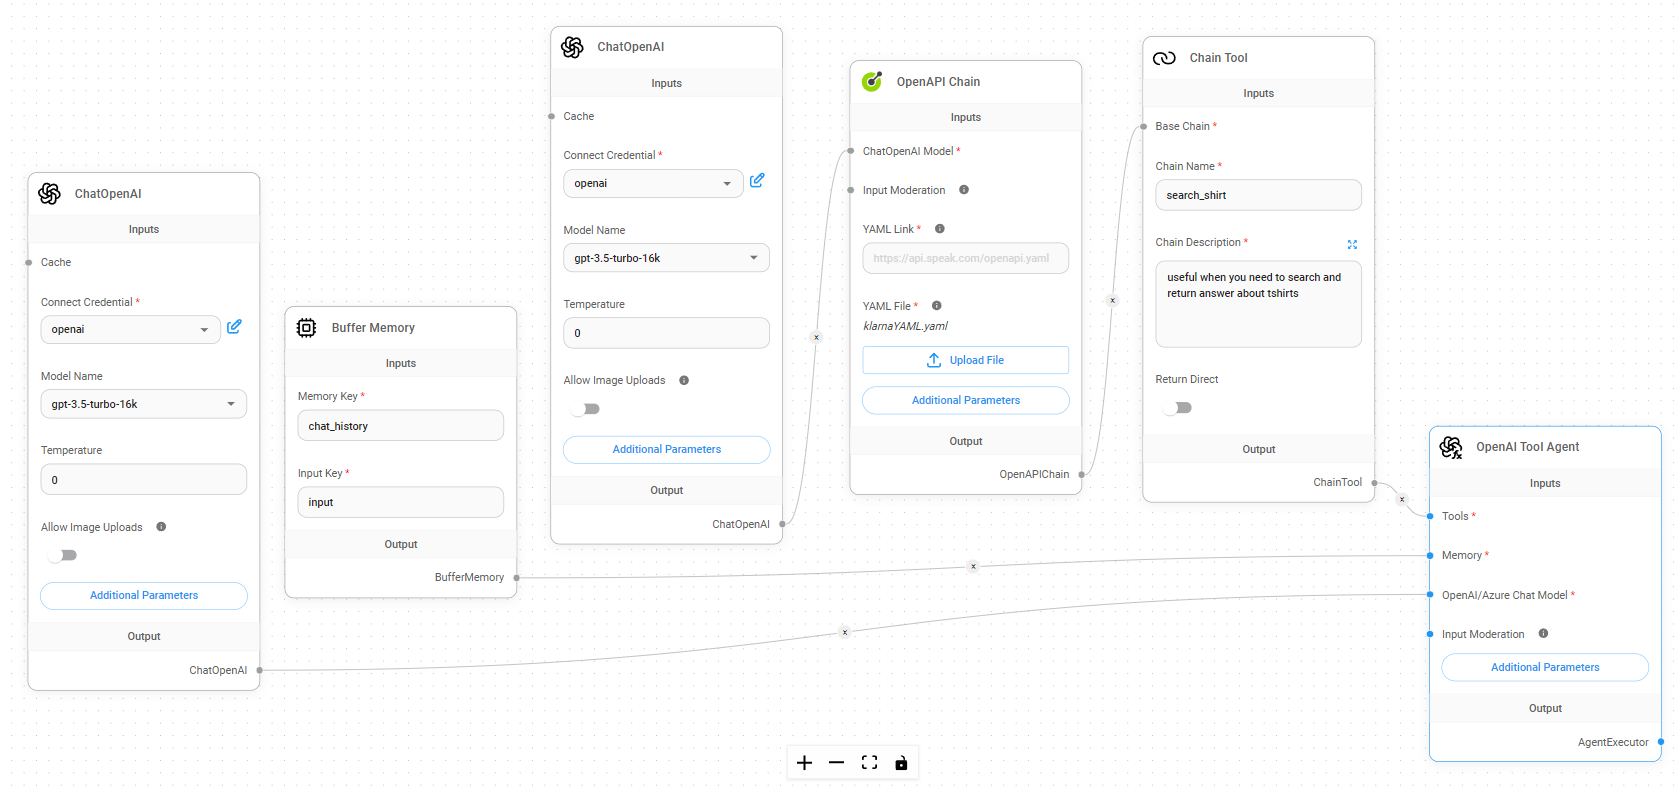 ChatOpenAI
Inputs
Cache
Connect Credential *
openai
Model Name
gpt-3.5-turbo-16k
Temperature
0
Allow Image Uploads
Additional Parameters
Output
ChatOpenAI
Buffer Memory
Inputs
Memory Key *
chat_history
Input Key *
input
Output
BufferMemory
ChatOpenAI
Inputs
Cache
Connect Credential *
openai
Model Name
gpt-3.5-turbo-16k
Temperature
0
Allow Image Uploads
Additional Parameters
Output
ChatOpenAI
x
OpenAPI Chain
Inputs
ChatOpenAI Model *
Input Moderation
YAML Link *
https://api.speak.com/openapi.yaml
YAML File *
klarnaYAML.yaml
Upload File
Additional Parameters
Output
OpenAPIChain
x
Chain Tool
Inputs
Base Chain *
Chain Name *
search_shirt
Chain Description *
useful when you need to search and
return answer about tshirts
Return Direct
Output
ChainTool
x
x
x
OpenAI Tool Agent
Inputs
Tools *
Memory *
OpenAI/Azure Chat Model *
Input Moderation
Additional Parameters
Output
AgentExecutor